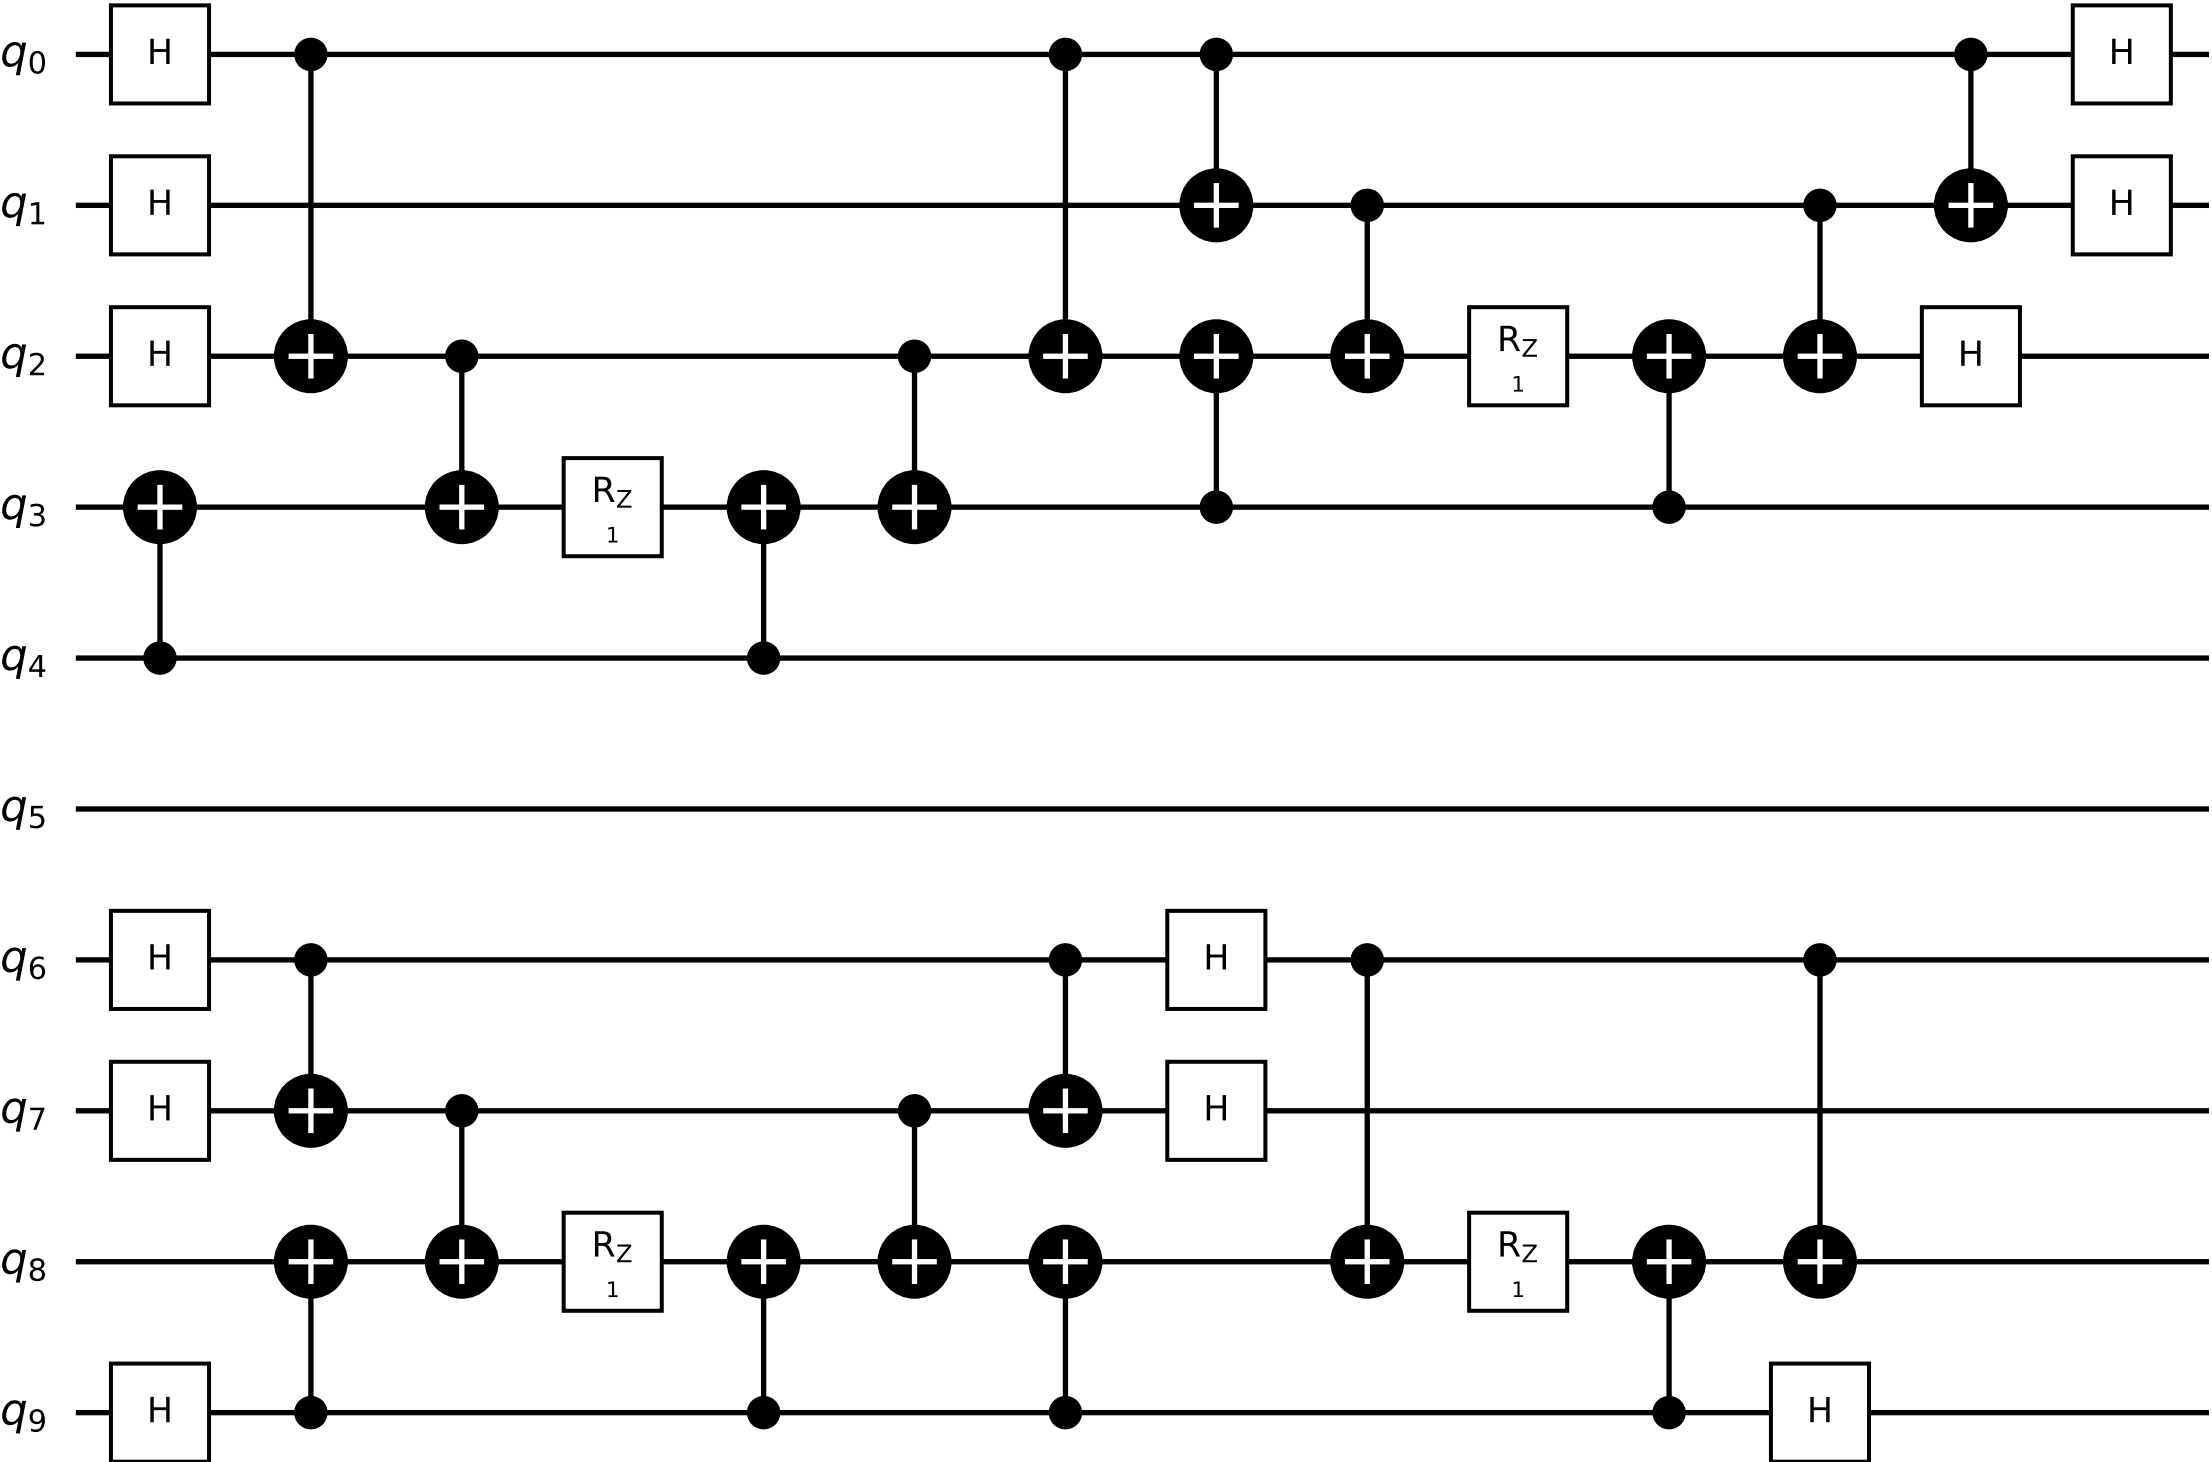 q0 H H
q1 H H
q2 H RZ 1 H
q3 RZ 1
q4
q5
q6 H H
q7 H H
q8 RZ 1 RZ 1
q9 H H